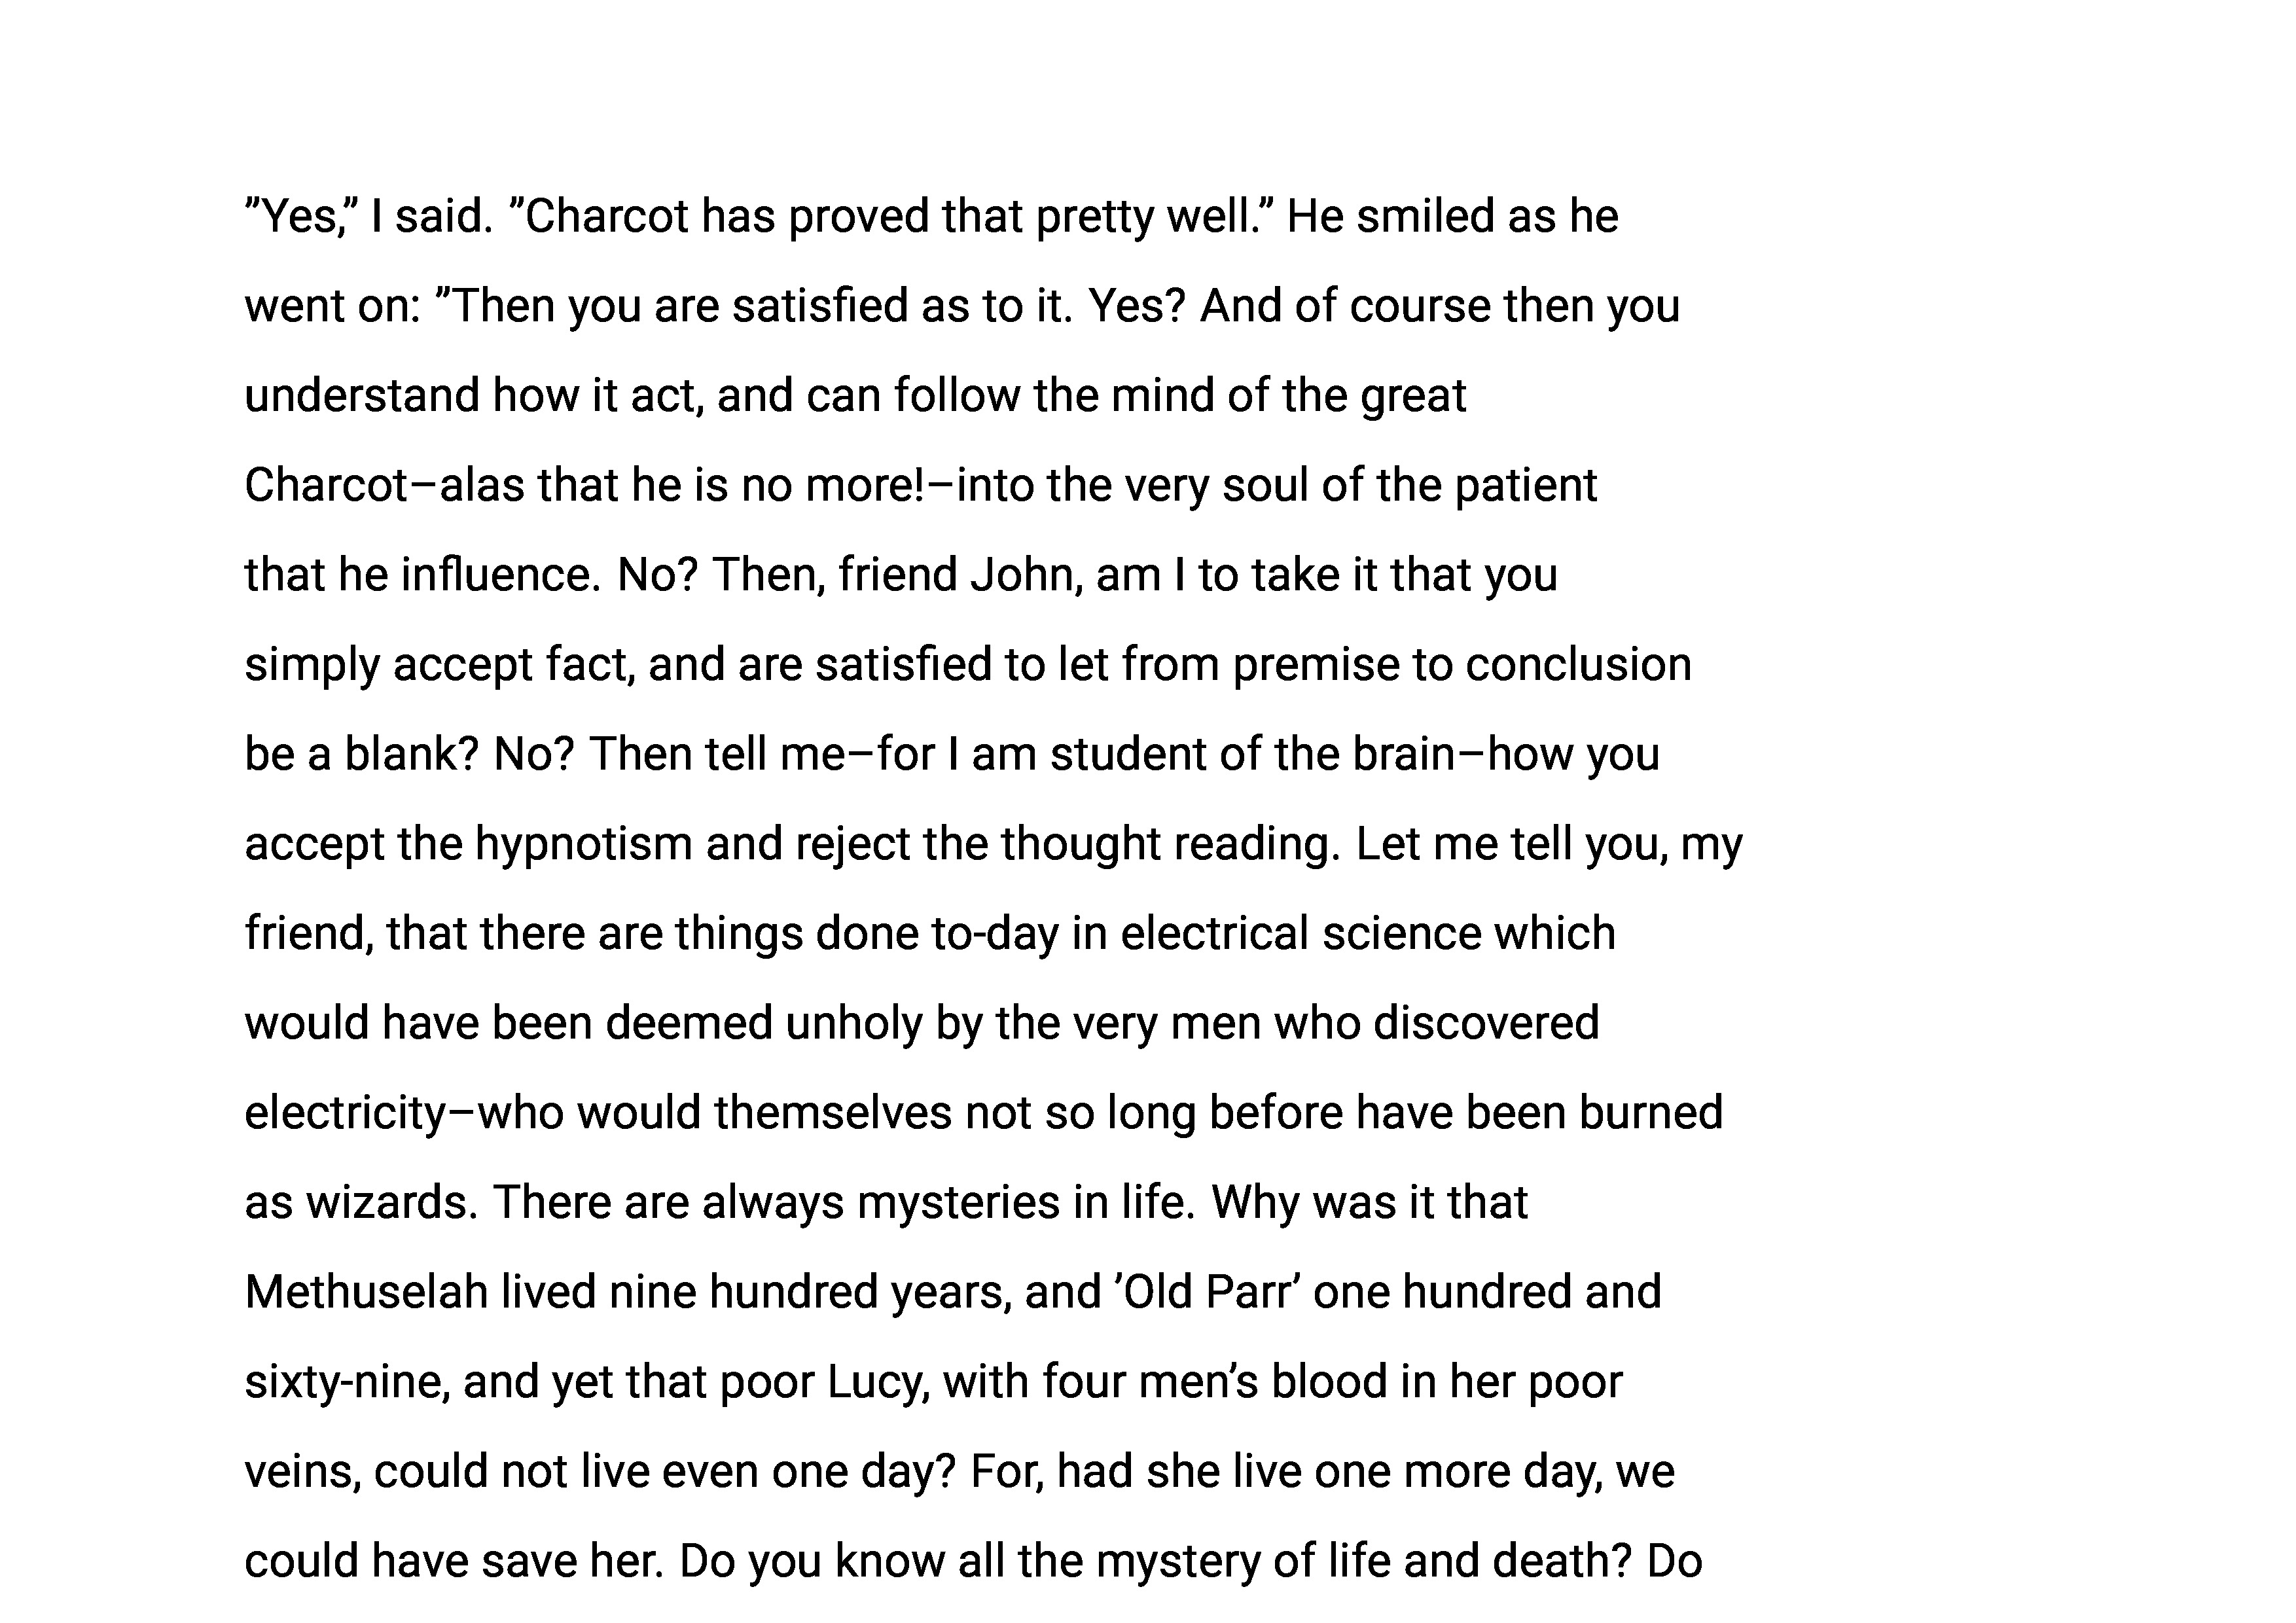 ”Yes,” I said. ”Charcot has proved that pretty well.” He smiled as he
went on: ”Then you are satisfied as to it. Yes? And of course then you
understand how it act, and can follow the mind of the great
Charcot–alas that he is no more!–into the very soul of the patient
that he influence. No? Then, friend John, am I to take it that you
simply accept fact, and are satisfied to let from premise to conclusion
be a blank? No? Then tell me–for I am student of the brain–how you
accept the hypnotism and reject the thought reading. Let me tell you, my
friend, that there are things done to-day in electrical science which
would have been deemed unholy by the very men who discovered
electricity–who would themselves not so long before have been burned
as wizards. There are always mysteries in life. Why was it that
Methuselah lived nine hundred years, and ’Old Parr’ one hundred and
sixty-nine, and yet that poor Lucy, with four men’s blood in her poor
veins, could not live even one day? For, had she live one more day, we
could have save her. Do you know all the mystery of life and death? Do